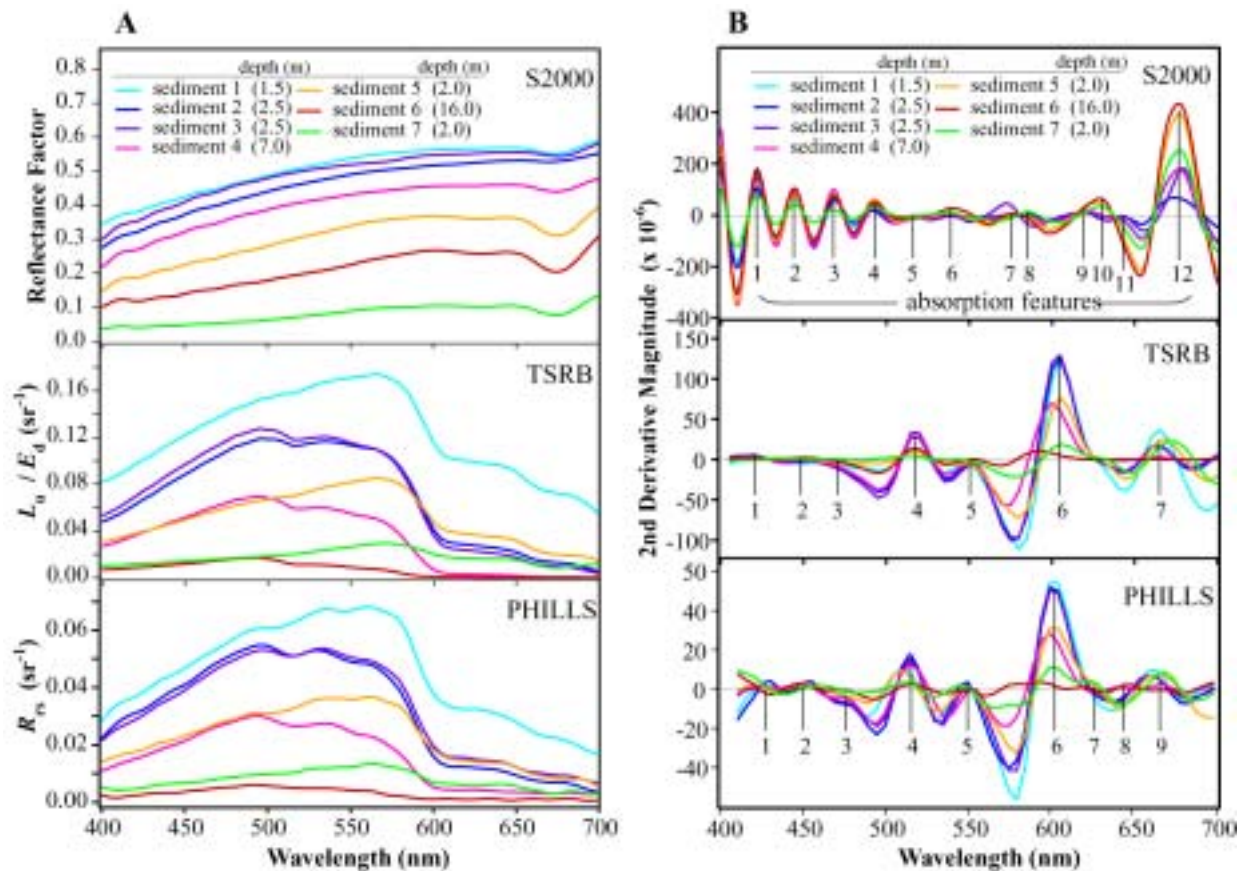 A
depth (m) depth (m)
S2000
sediment 1 (1.5) sediment 5 (2.0)
sediment 2 (2.5) sediment 6 (16.0)
sediment 3 (2.5) sediment 7 (2.0)
sediment 4 (7.0)
Reflectance Factor
0.8
0.7
0.6
0.5
0.4
0.3
0.2
0.1
0.0
TSRB
Lu / Ed (sr-1)
0.16
0.12
0.08
0.04
0.00
PHILLS
Rrs (sr-1)
0.06
0.04
0.02
0.00
400 450 500 550 600 650 700
Wavelength (nm)
B
depth (m) depth (m)
S2000
sediment 1 (1.5) sediment 5 (2.0)
sediment 2 (2.5) sediment 6 (16.0)
sediment 3 (2.5) sediment 7 (2.0)
sediment 4 (7.0)
2nd Derivative Magnitude (x 10-6)
400
200
0
-200
-400
1 2 3 4 5 6 7 8 9 10 11 12
absorption features
TSRB
150
100
50
0
-50
-100
1 2 3 4 5 6 7
PHILLS
50
40
20
0
-20
-40
1 2 3 4 5 6 7 8 9
400 450 500 550 600 650 700
Wavelength (nm)